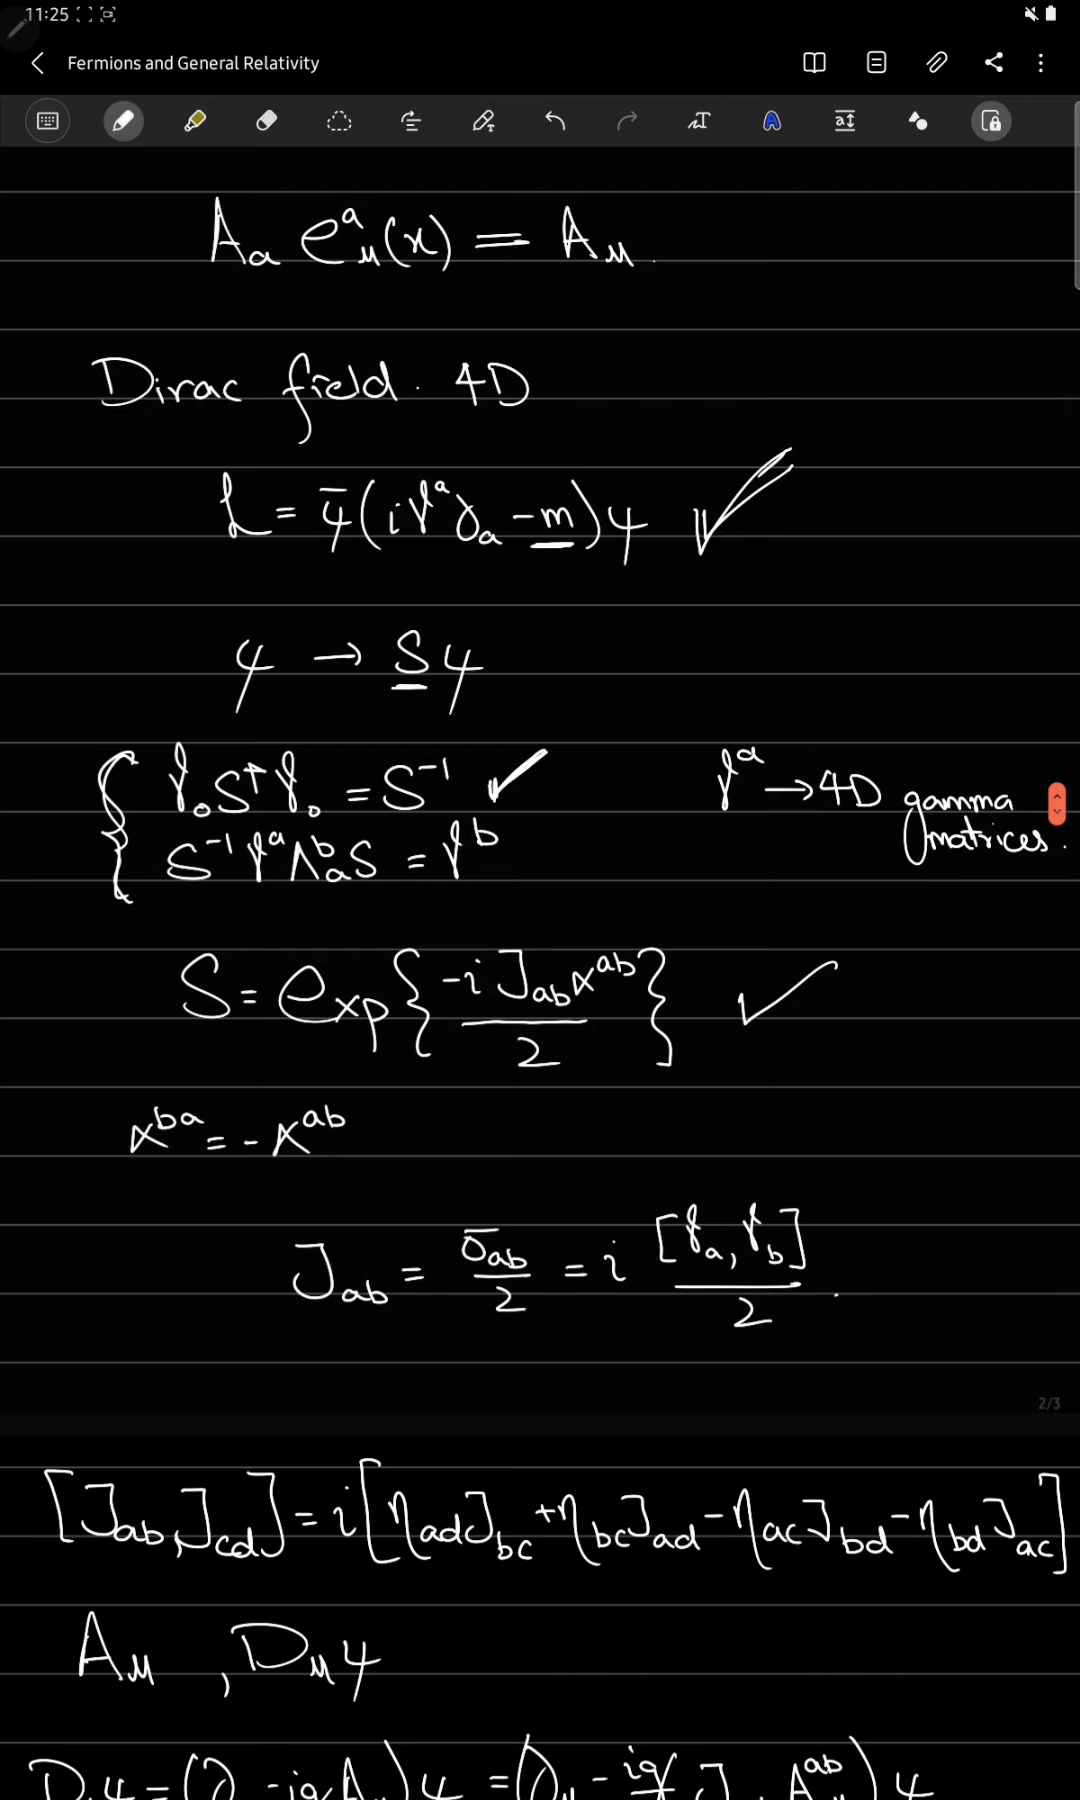 11:25
Fermions and General Relativity
A_a e^a_μ(x) = A_μ.
Dirac field. 4D
L = ψ̄(iγ^a ∂_a - m)ψ ✓
ψ → Sψ
γ_0 S† γ_0 = S^-1 ✓ γ^a → 4D gamma matrices.
S^-1 γ^a Λ^b_a S = γ^b
S = exp{-i J_ab α^ab / 2} ✓
α^ba = -α^ab
J_ab = σ_ab / 2 = i [γ_a, γ_b] / 2.
2/3
[J_ab, J_cd] = i[η_ad J_bc + η_bc J_ad - η_ac J_bd - η_bd J_ac]
A_μ, D_μ ψ